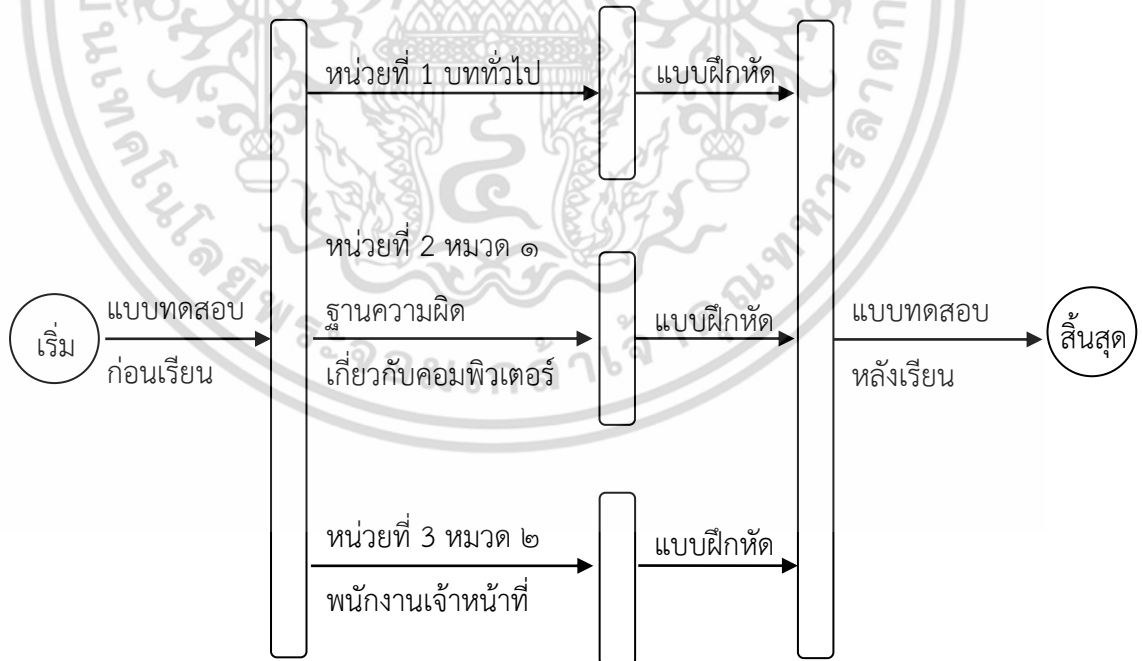 หน่วยที่ 1 บททั่วไป
แบบฝึกหัด
หน่วยที่ 2 หมวด ๑
ฐานความผิด
เกี่ยวกับคอมพิวเตอร์
แบบฝึกหัด
เริ่ม
แบบทดสอบ
ก่อนเรียน
แบบทดสอบ
หลังเรียน
สิ้นสุด
หน่วยที่ 3 หมวด ๒
พนักงานเจ้าหน้าที่
แบบฝึกหัด